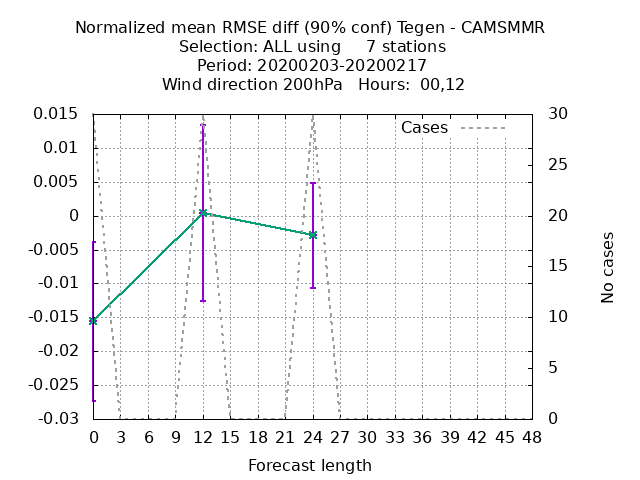 Normalized mean RMSE diff (90% conf) Tegen - CAMSMMR
Selection: ALL using     7 stations
Period: 20200203-20200217
Wind direction 200hPa   Hours:  00,12
Cases
0.015
0.01
0.005
0
-0.005
-0.01
-0.015
-0.02
-0.025
-0.03
30
25
20
15
10
5
0
No cases
0 3 6 9 12 15 18 21 24 27 30 33 36 39 42 45 48
Forecast length